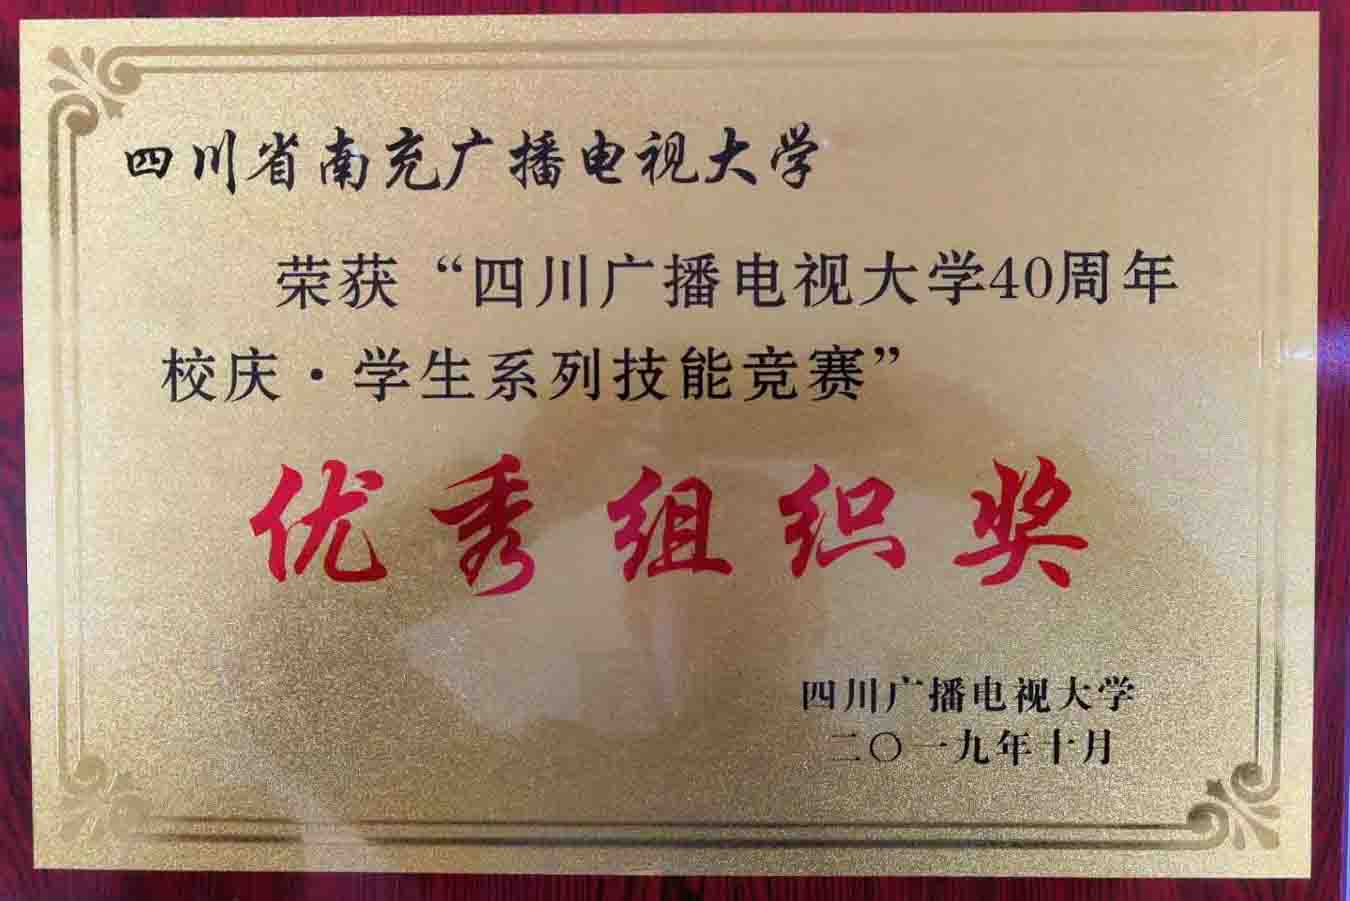 四川省南充广播电视大学
荣获“四川广播电视大学40周年
校庆·学生系列技能竞赛”
优秀组织奖
四川广播电视大学
二〇一九年十月